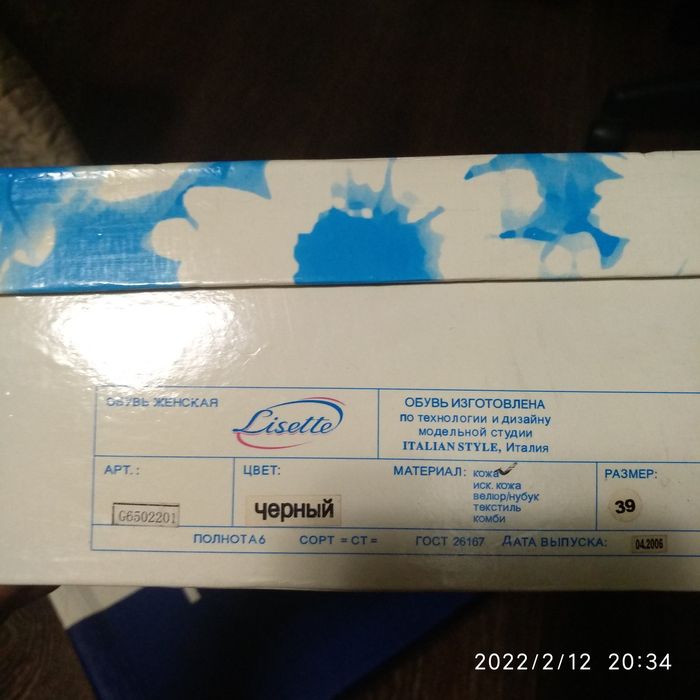 ОБУВЬ ЖЕНСКАЯ
Lisette
ОБУВЬ ИЗГОТОВЛЕНА
по технологии и дизайну
модельной студии
ITALIAN STYLE, Италия
АРТ.:
G6502201
ЦВЕТ:
черный
МАТЕРИАЛ: кожа
иск. кожа
велюр/нубук
текстиль
комби
РАЗМЕР:
39
ПОЛНОТА 6 СОРТ = СТ = ГОСТ 26167 ДАТА ВЫПУСКА: 04.2006
2022/2/12 20:34